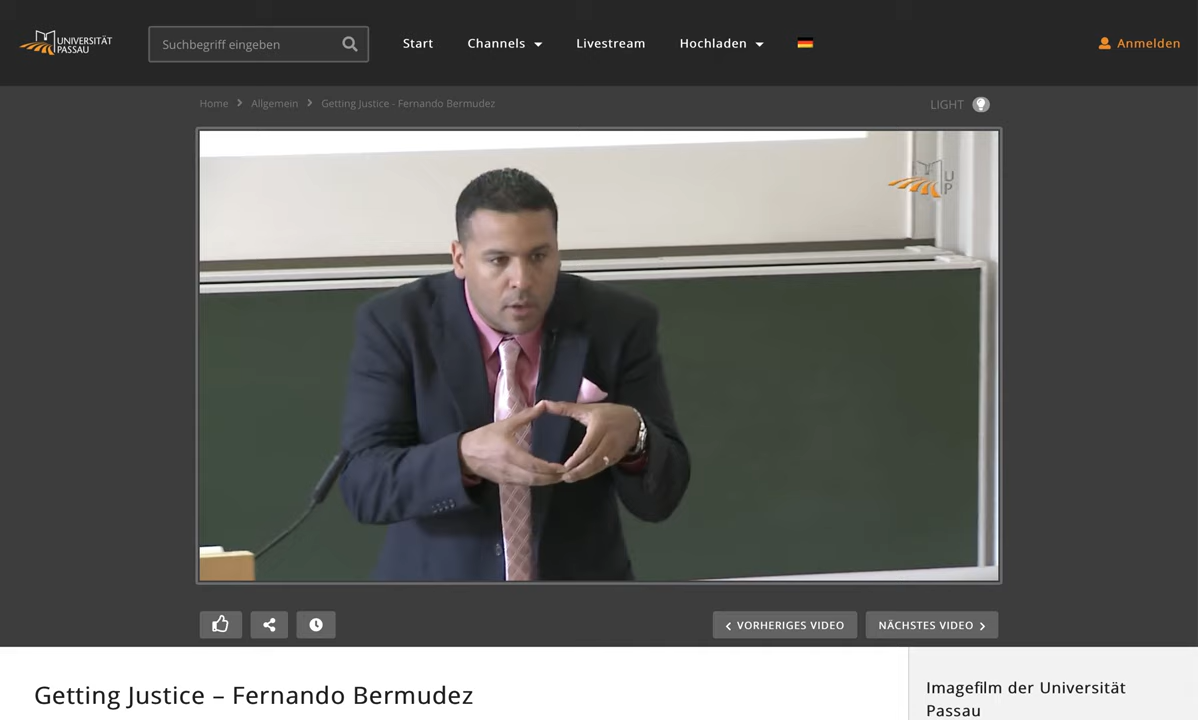 UNIVERSITÄT
PASSAU
Suchbegriff eingeben
Start
Channels
Livestream
Hochladen
Anmelden
Home
Allgemein
Getting Justice - Fernando Bermudez
LIGHT
U
P
VORHERIGES VIDEO
NÄCHSTES VIDEO
Getting Justice – Fernando Bermudez
Imagefilm der Universität
Passau